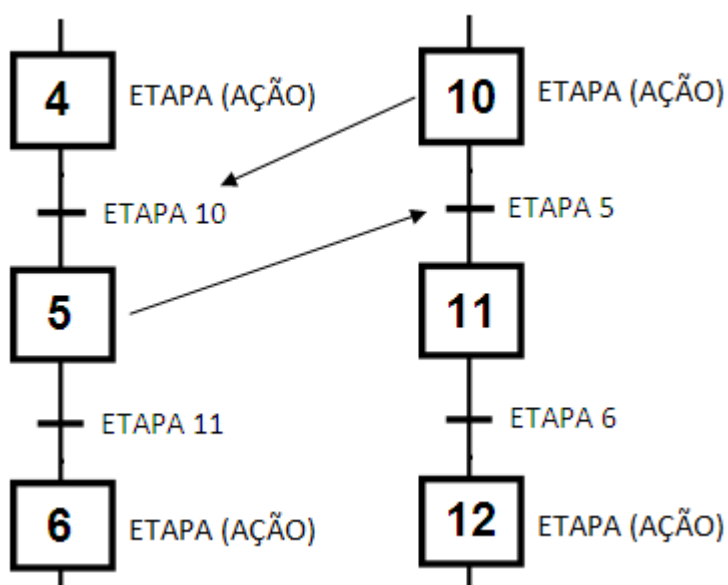 4 ETAPA (AÇÃO)
10 ETAPA (AÇÃO)
ETAPA 10
ETAPA 5
5
11
ETAPA 11
ETAPA 6
6 ETAPA (AÇÃO)
12 ETAPA (AÇÃO)